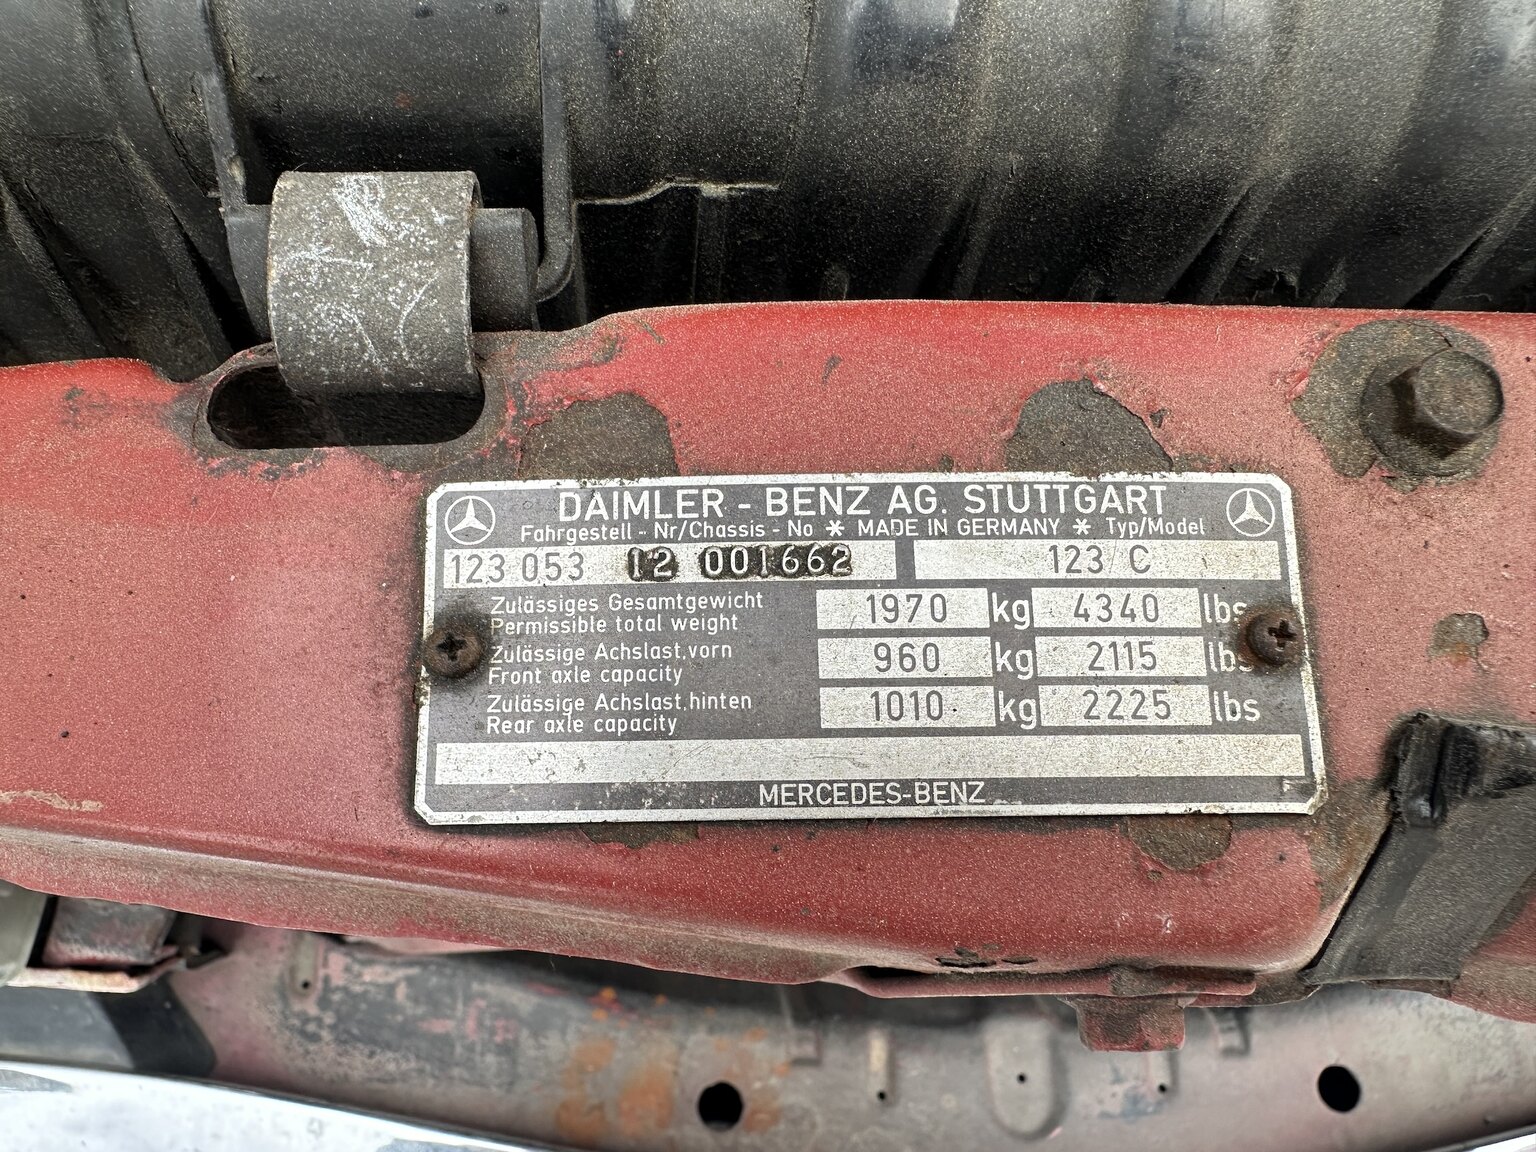 DAIMLER - BENZ AG. STUTTGART
Fahrgestell - Nr/Chassis - No * MADE IN GERMANY * Typ/Model
123 053 12 001662 123 C
Zulässiges Gesamtgewicht
Permissible total weight 1970 kg 4340 lbs
Zulässige Achslast,vorn
Front axle capacity 960 kg 2115 lbs
Zulässige Achslast,hinten
Rear axle capacity 1010 kg 2225 lbs
MERCEDES-BENZ
F